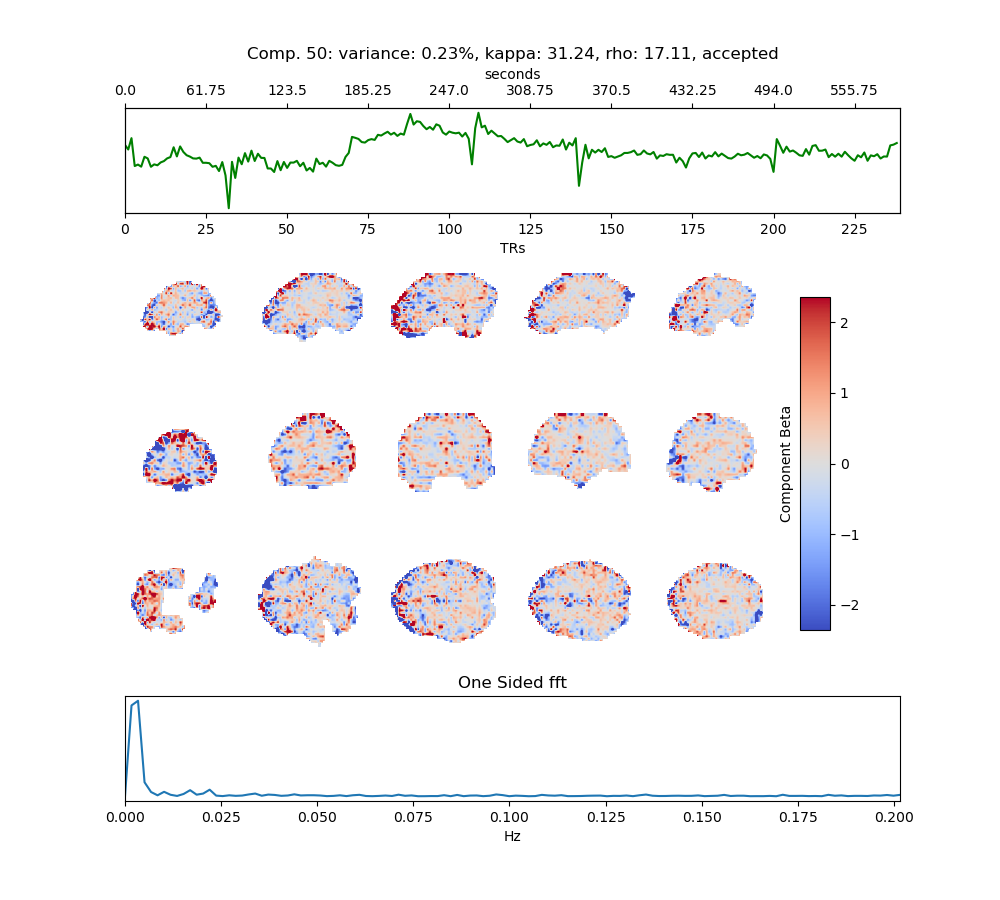 Comp. 50: variance: 0.23%, kappa: 31.24, rho: 17.11, accepted
seconds
0.0 61.75 123.5 185.25 247.0 308.75 370.5 432.25 494.0 555.75
0 25 50 75 100 125 150 175 200 225
TRs
2
1
0
−1
−2
Component Beta
One Sided fft
0.000 0.025 0.050 0.075 0.100 0.125 0.150 0.175 0.200
Hz